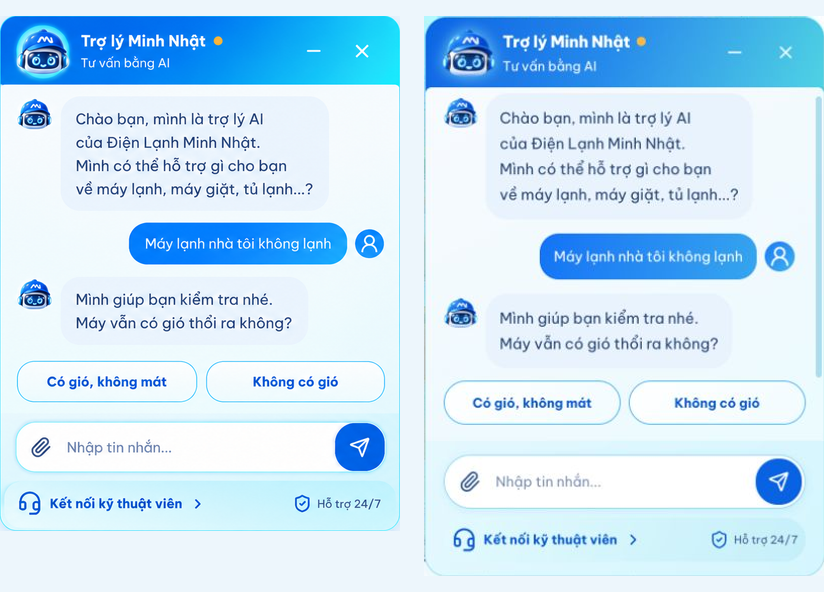 Trợ lý Minh Nhật
Tư vấn bằng AI
Chào bạn, mình là trợ lý AI
của Điện Lạnh Minh Nhật.
Mình có thể hỗ trợ gì cho bạn
về máy lạnh, máy giặt, tủ lạnh...?
Máy lạnh nhà tôi không lạnh
Mình giúp bạn kiểm tra nhé.
Máy vẫn có gió thổi ra không?
Có gió, không mát
Không có gió
Nhập tin nhắn...
Kết nối kỹ thuật viên
Hỗ trợ 24/7
Trợ lý Minh Nhật
Tư vấn bằng AI
Chào bạn, mình là trợ lý AI
của Điện Lạnh Minh Nhật.
Mình có thể hỗ trợ gì cho bạn
về máy lạnh, máy giặt, tủ lạnh...?
Máy lạnh nhà tôi không lạnh
Mình giúp bạn kiểm tra nhé.
Máy vẫn có gió thổi ra không?
Có gió, không mát
Không có gió
Nhập tin nhắn...
Kết nối kỹ thuật viên
Hỗ trợ 24/7